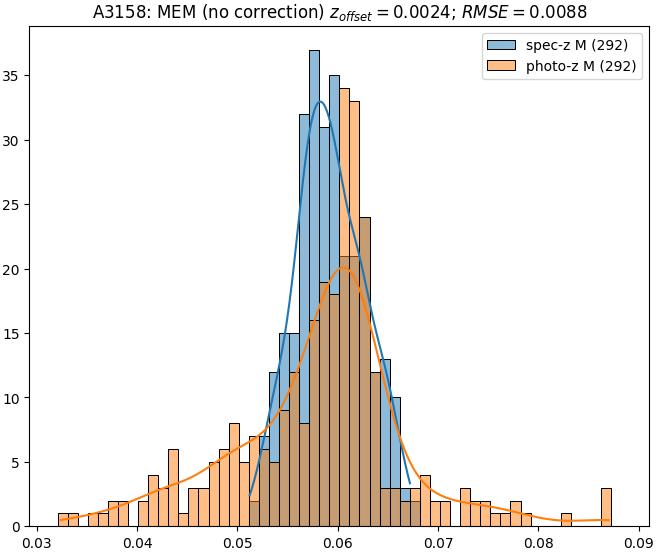 A3158: MEM (no correction) z_offset = 0.0024; RMSE = 0.0088
spec-z M (292)
photo-z M (292)
35
30
25
20
15
10
5
0
0.03 0.04 0.05 0.06 0.07 0.08 0.09